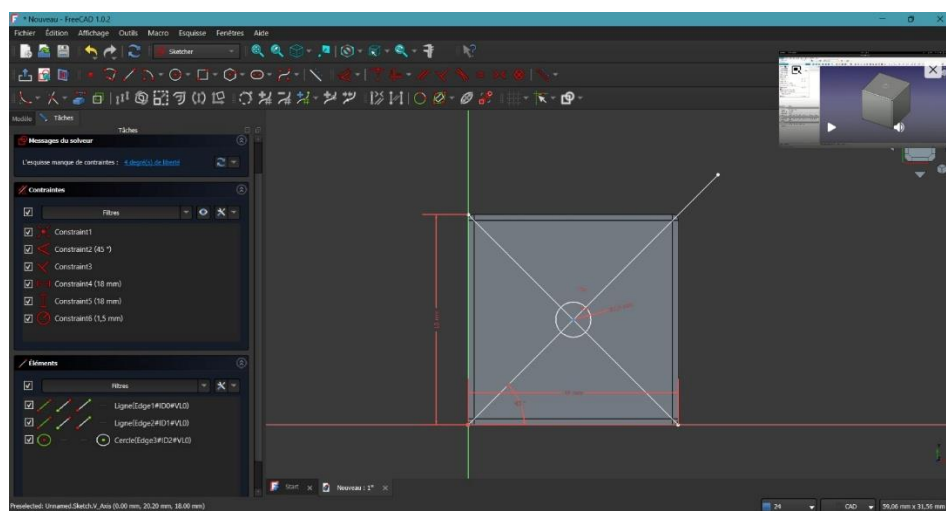 * Nouveau - FreeCAD 1.0.2
Fichier Édition Affichage Outils Macro Esquisse Fenêtres Aide
Sketcher
Modèle Tâches
Tâches
Messages du solveur
L'esquisse manque de contraintes : 4 degré(s) de liberté
Contraintes
Filtres
Constraint1
Constraint2 (45 °)
Constraint3
Constraint4 (18 mm)
Constraint5 (18 mm)
Constraint6 (1,5 mm)
Éléments
Filtres
Ligne(Edge1#ID0#VL0)
Ligne(Edge2#ID1#VL0)
Cercle(Edge3#ID2#VL0)
Start Nouveau : 1*
Preselected: Unnamed.Sketch.V_Axis (0.00 mm, 20.20 mm, 18.00 mm)
24 CAD 59,06 mm x 31,56 mm